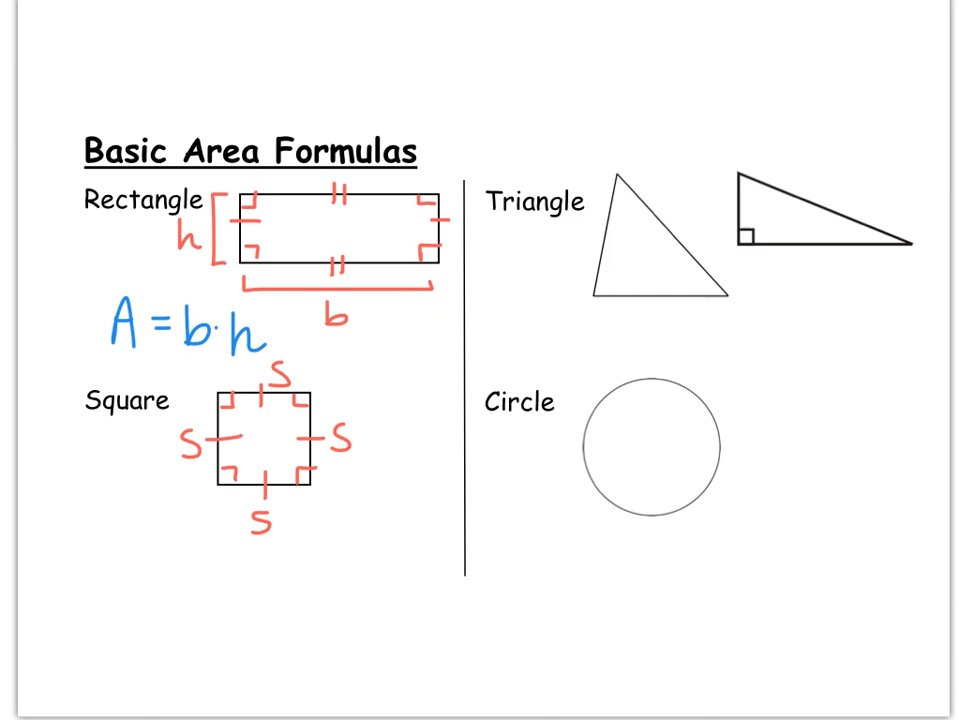 Basic Area Formulas
Rectangle
h
b
A = b·h
Square
s
s
s
s
Triangle
Circle